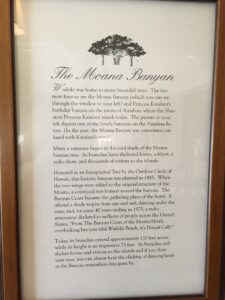 The Moana Banyan
Waikiki was home to many beautiful trees. The two
most famous are the Moana Banyan (which you can see
through the window to your left) and Princess Kaiulani's
birthday banyan on the estate of Ainahau, where the Sher-
aton Princess Kaiulani stands today. The picture to your
left depicts one of the lovely banyans on the Ainahau Es-
tate. (In the past, the Moana Banyan was sometimes con-
fused with Kaiulani's tree.)
Many a romance began in the cool shade of the Moana
banyan tree. Its branches have sheltered lovers, soldiers, a
radio show, and thousands of visitors to the islands.
Honored as an Exceptional Tree by the Outdoor Circle of
Hawaii, this historic banyan was planted in 1885. When
the two wings were added to the original structure of the
Moana, a courtyard was formed around the banyan. The
Banyan Court became the gathering place of the hotel. It
offered a shady respite from sun and surf, dancing under the
stars; and, for some 40 years ending in 1975, a radio
announcer declared to millions of people across the United
States, "From The Banyan Court of the Moana Hotel,
overlooking beautiful Waikiki Beach, it's Hawaii Calls!"
Today, its branches extend approximately 150 feet across
while its height is an impressive 75 feet. Its branches still
shelter lovers and visitors to the islands and if you close
your eyes, you can almost hear the clinking of dancing heels
as the Banyan remembers days gone by.